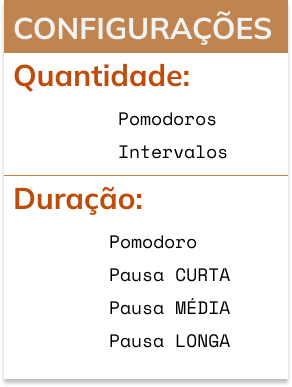 CONFIGURAÇÕES
Quantidade:
Pomodoros
Intervalos
Duração:
Pomodoro
Pausa CURTA
Pausa MÉDIA
Pausa LONGA